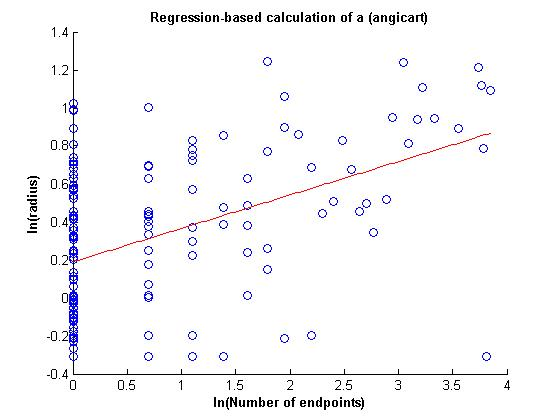 Regression-based calculation of a (angicart)
1.4
1.2
1
0.8
0.6
0.4
0.2
0
-0.2
-0.4
ln(radius)
0 0.5 1 1.5 2 2.5 3 3.5 4
ln(Number of endpoints)